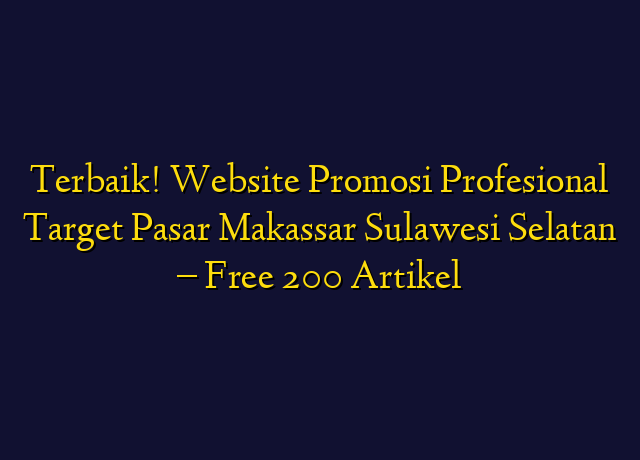 Terbaik! Website Promosi Profesional
Target Pasar Makassar Sulawesi Selatan
– Free 200 Artikel